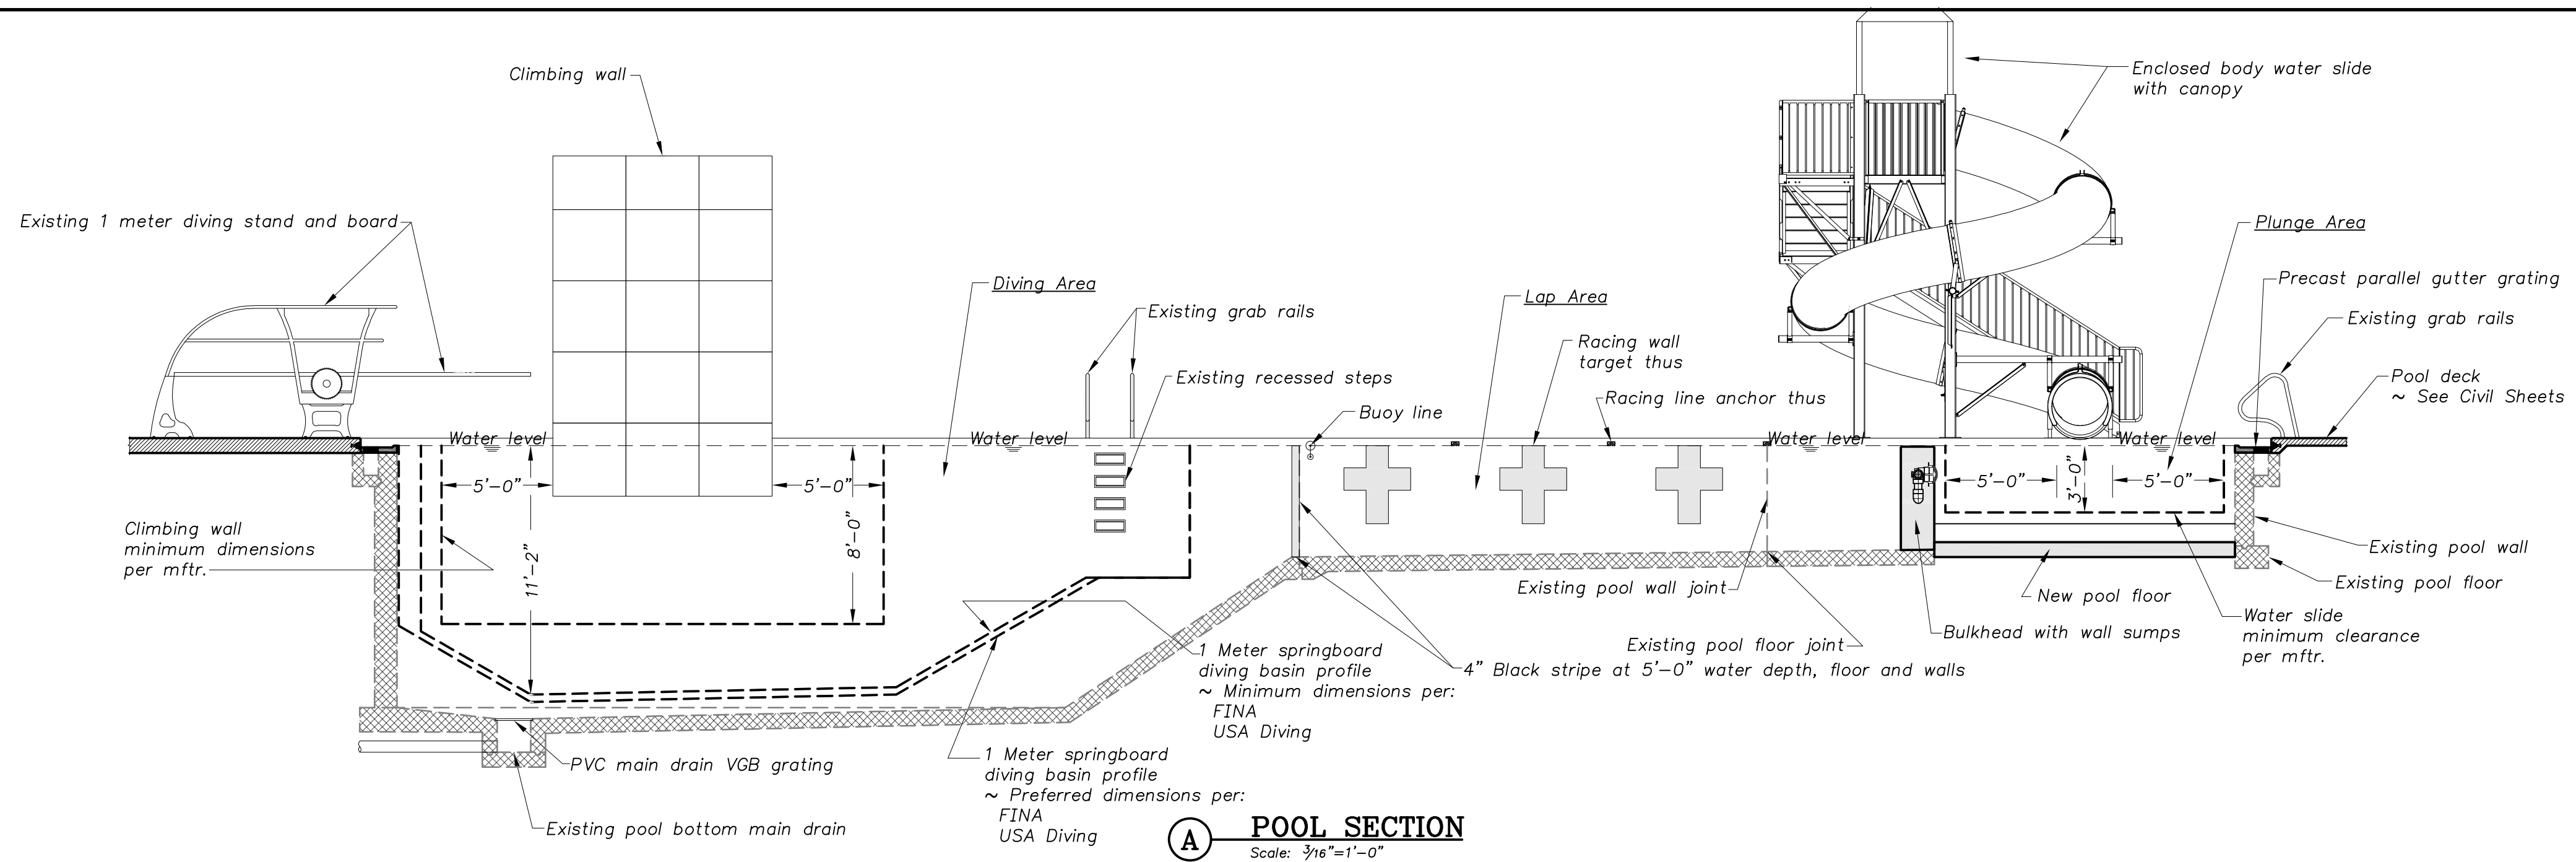 Climbing wall
Enclosed body water slide
with canopy
Existing 1 meter diving stand and board
Plunge Area
Diving Area
Lap Area
Precast parallel gutter grating
Existing grab rails
Existing grab rails
Racing wall
target thus
Existing recessed steps
Pool deck
~ See Civil Sheets
Racing line anchor thus
Buoy line
Water level
Water level
Water level
Water level
5'-0"
5'-0"
5'-0"
5'-0"
3'-0"
11'-2"
8'-0"
Climbing wall
minimum dimensions
per mftr.
Existing pool wall
Existing pool floor
Existing pool wall joint
New pool floor
Water slide
minimum clearance
per mftr.
Bulkhead with wall sumps
Existing pool floor joint
4" Black stripe at 5'-0" water depth, floor and walls
1 Meter springboard
diving basin profile
~ Minimum dimensions per:
FINA
USA Diving
1 Meter springboard
diving basin profile
~ Preferred dimensions per:
FINA
USA Diving
PVC main drain VGB grating
Existing pool bottom main drain
A
POOL SECTION
Scale: 3/16"=1'-0"